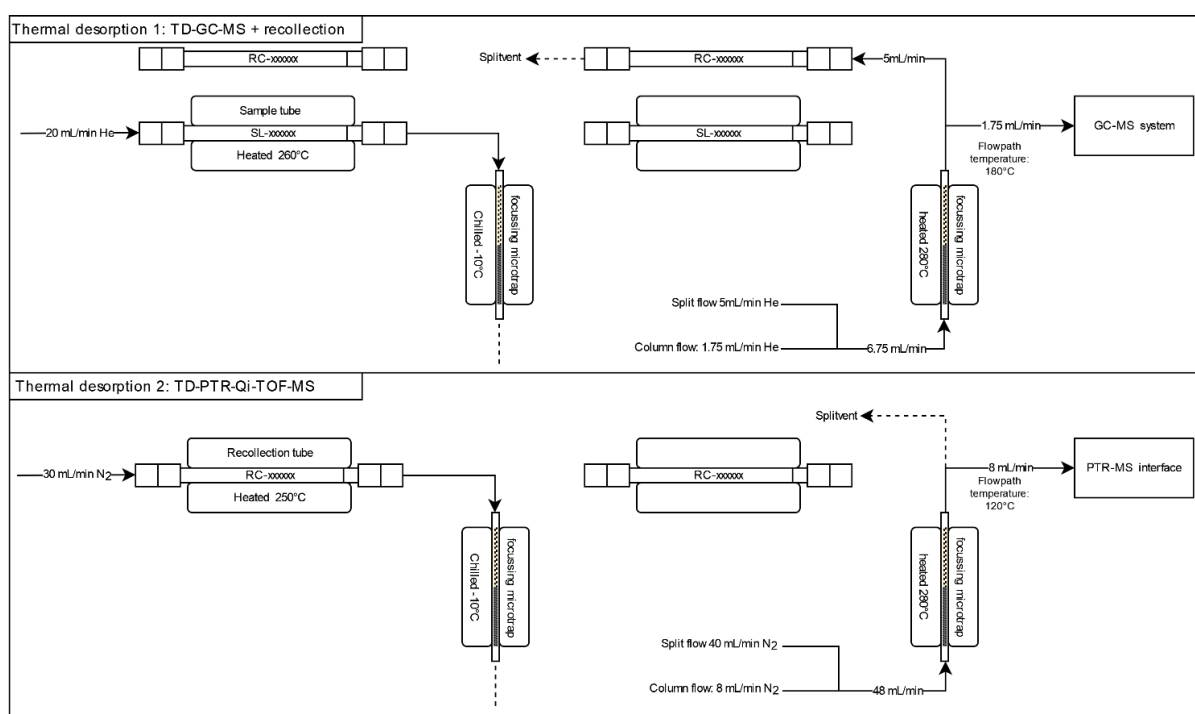 Thermal desorption 1: TD-GC-MS + recollection
RC-xxxxxx
Splitvent
RC-xxxxxx
5mL/min
Sample tube
20 mL/min He
SL-xxxxxx
Heated 260°C
SL-xxxxxx
1.75 mL/min
GC-MS system
Flowpath
temperature:
180°C
Chilled -10°C
focussing microtrap
heated 280°C
focussing microtrap
Split flow 5mL/min He
Column flow: 1.75 mL/min He
6.75 mL/min
Thermal desorption 2: TD-PTR-Qi-TOF-MS
Splitvent
Recollection tube
30 mL/min N2
RC-xxxxxx
Heated 250°C
RC-xxxxxx
8 mL/min
PTR-MS interface
Flowpath
temperature:
120°C
Chilled -10°C
focussing microtrap
heated 280°C
focussing microtrap
Split flow 40 mL/min N2
Column flow: 8 mL/min N2
48 mL/min